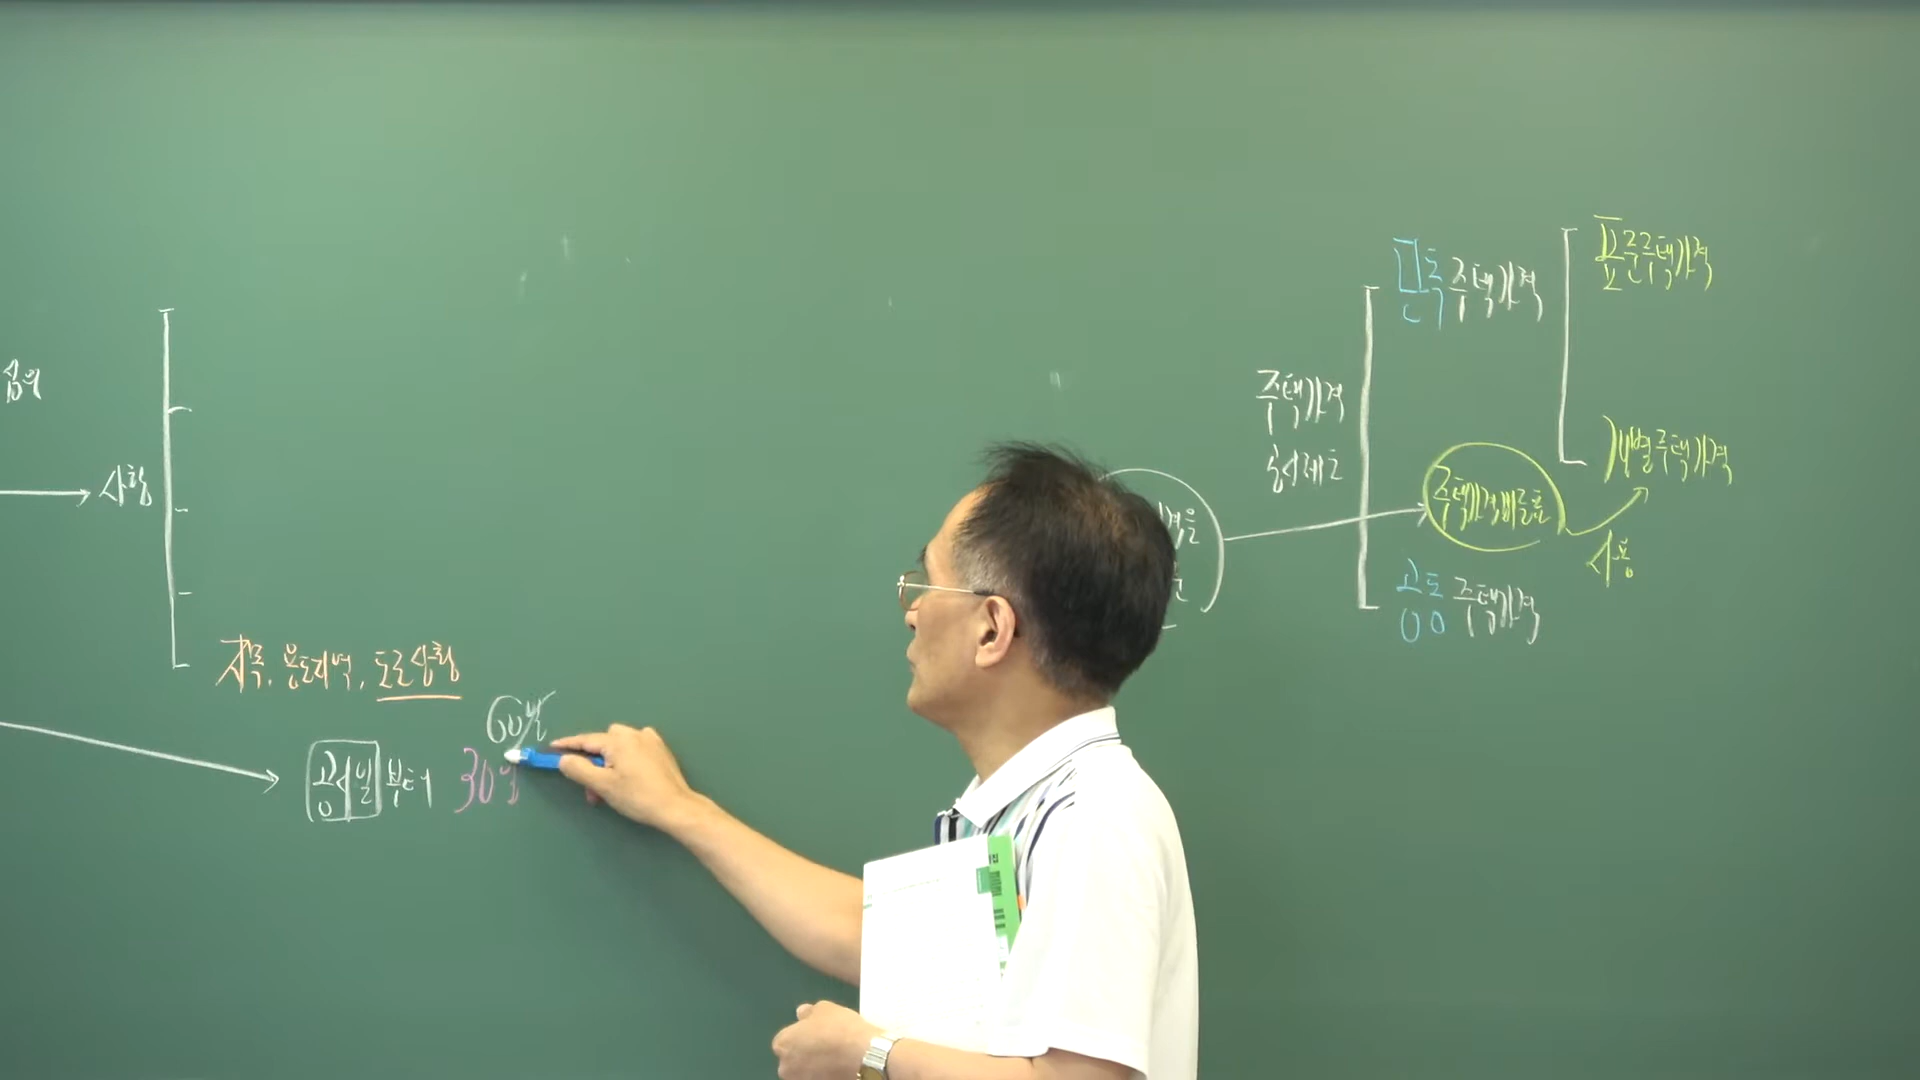 심의
사항
지목, 용도지역, 도로상황
60일
공시일부터 30일
주택가격
공시제도
단독주택가격
표준주택가격
개별주택가격
주택가격비준표
사용
공동주택가격